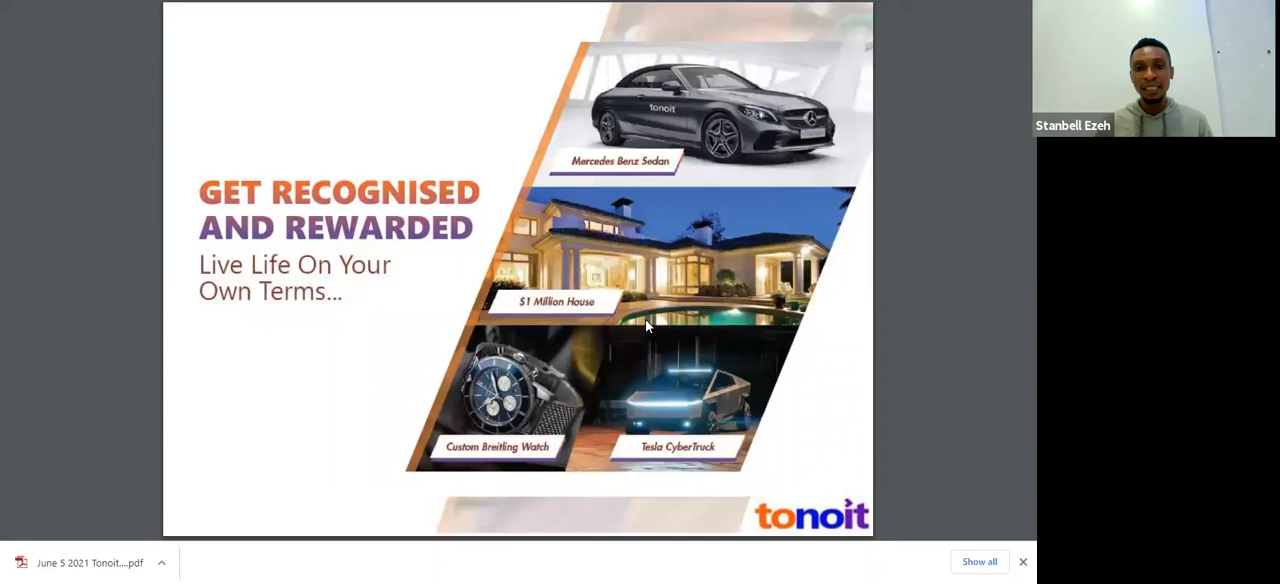 GET RECOGNISED
AND REWARDED
Live Life On Your
Own Terms...
tonoit
Mercedes Benz Sedan
$1 Million House
Custom Breitling Watch
Tesla CyberTruck
tonoit
Stanbell Ezeh
June 5 2021 Tonoit....pdf
Show all